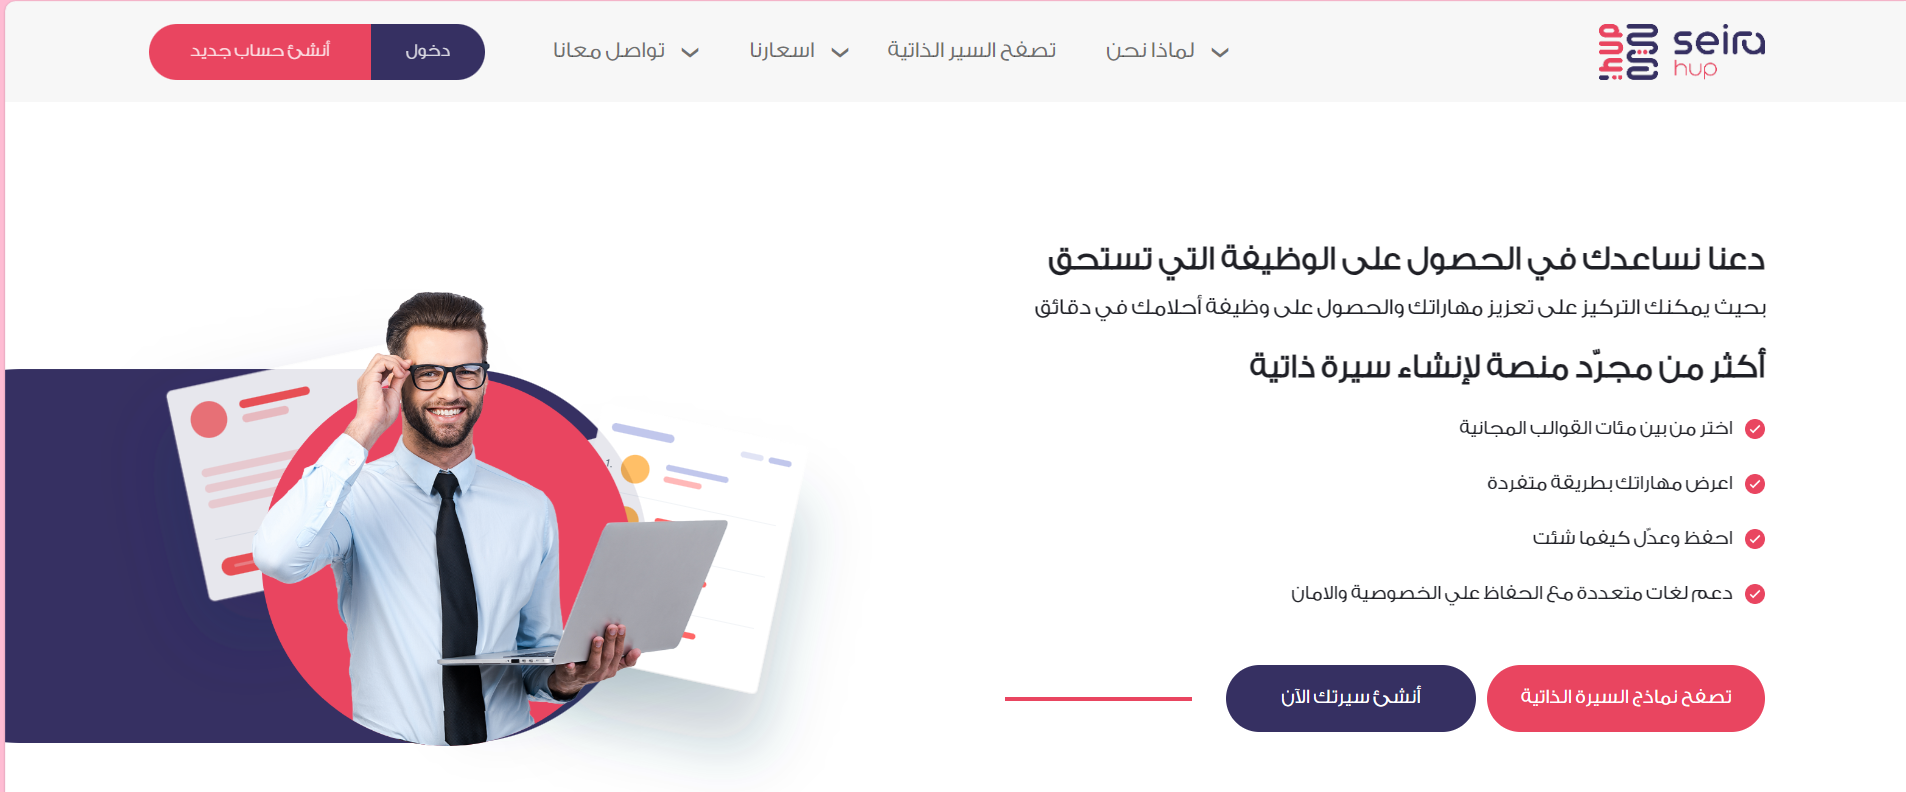 seira
hup
لماذا نحن
تصفح السير الذاتية
اسعارنا
تواصل معانا
دخول
أنشئ حساب جديد
دعنا نساعدك في الحصول على الوظيفة التي تستحق
بحيث يمكنك التركيز على تعزيز مهاراتك والحصول على وظيفة أحلامك في دقائق
أكثر من مجرّد منصة لإنشاء سيرة ذاتية
اختر من بين مئات القوالب المجانية
اعرض مهاراتك بطريقة متفردة
احفظ وعدّل كيفما شئت
دعم لغات متعددة مع الحفاظ علي الخصوصية والامان
تصفح نماذج السيرة الذاتية
أنشئ سيرتك الآن
1.